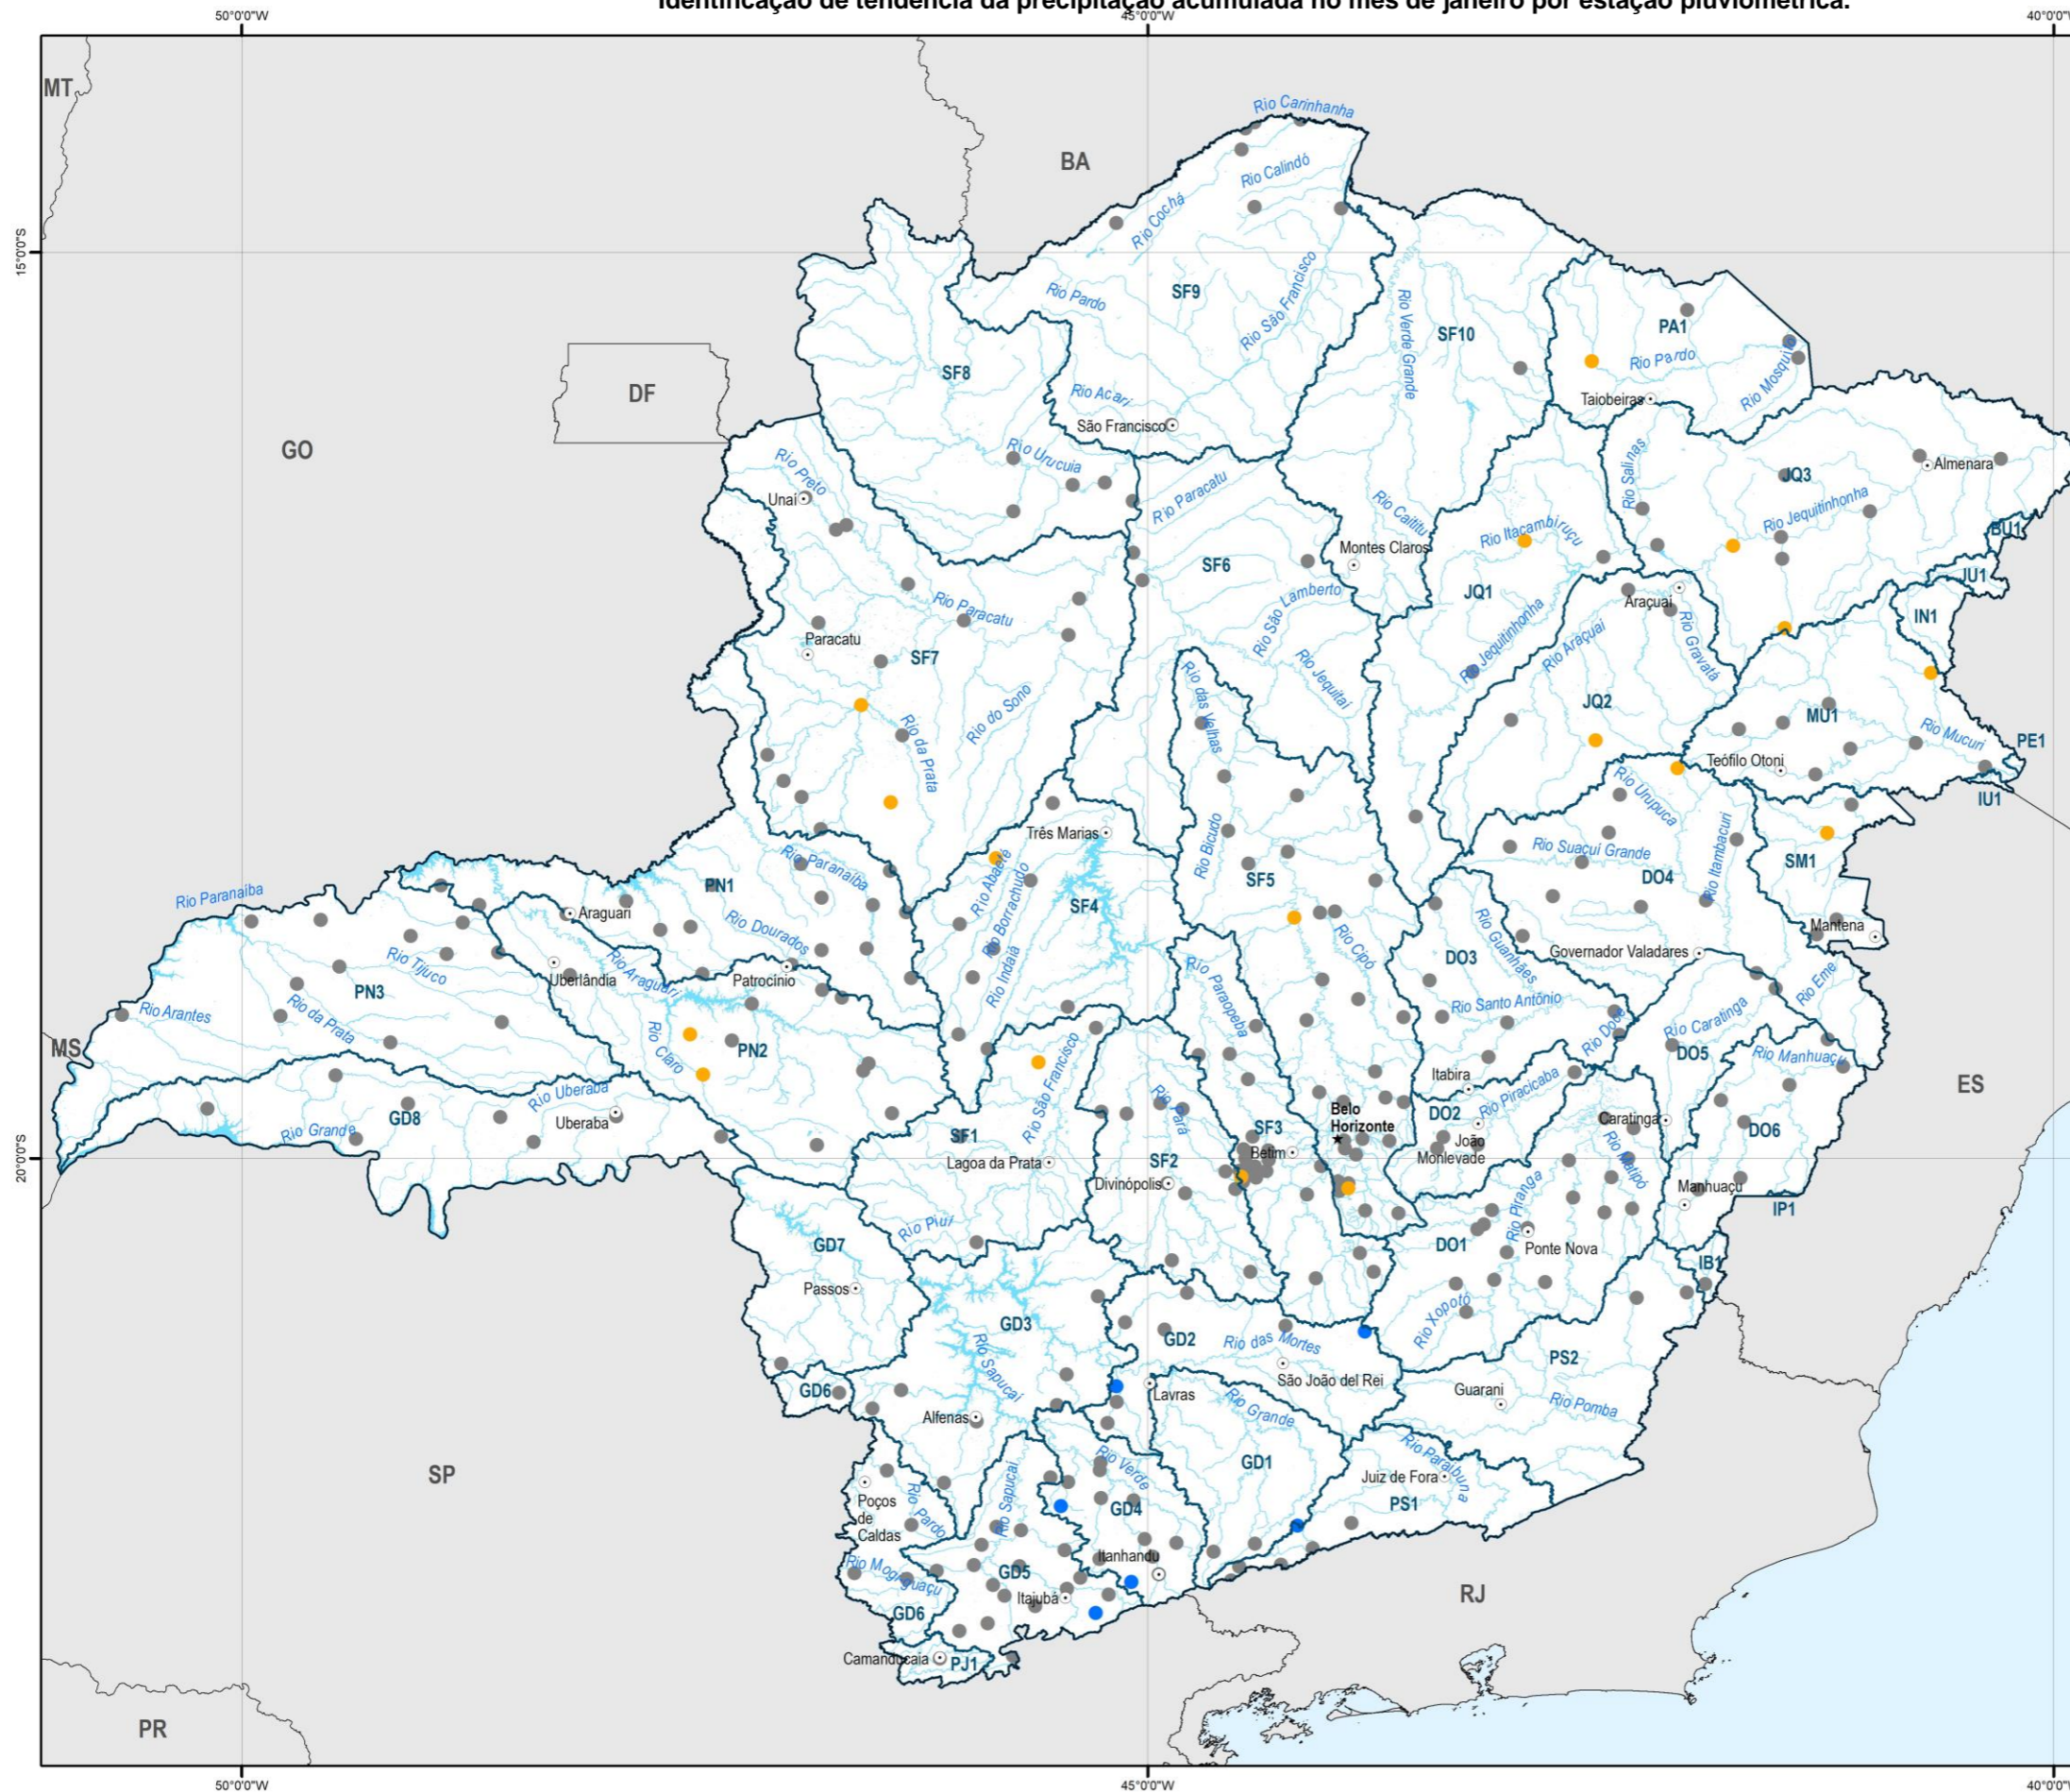 Identificação de tendência da precipitação acumulada no mês de janeiro por estação pluviométrica.
50°0'0"W
45°0'0"W
40°0'0"W
MT
BA
Rio Carinhanha
Rio Calindó
Rio Cochá
15°0'0"S
Rio Pardo
SF9
Rio São Francisco
Rio Verde Grande
SF10
PA1
Rio Pardo
Rio Mosquito
SF8
DF
Rio Acari
São Francisco
Taiobeiras
GO
Rio Urucuia
Rio Preto
Unaí
Rio Paracatu
Rio Caititu
Rio Salinas
JQ3
Almenara
Rio Jequitinhonha
BU1
Montes Claros
Rio Itacambiruçu
SF6
JU1
JQ1
Rio São Lamberto
Araçuaí
IN1
Rio Paracatu
Paracatu
SF7
Rio Jequitinhonha
Rio Araçuaí
Rio Gravatá
Rio das Velhas
Rio Jequitaí
JQ2
MU1
Rio do Sono
Rio da Prata
Rio Mucuri
PE1
Teófilo Otoni
IU1
Rio Urupuca
Três Marias
Rio Bicudo
Rio Suaçuí Grande
Rio Itambacuri
SM1
Rio Paranaíba
Rio Abaeté
Rio Borrachudo
SF5
DO4
PN1
Rio Paranaíba
SF4
Araguari
Rio Dourados
Rio Cipó
DO3
Rio Guanhães
Mantena
Governador Valadares
Rio Tijuco
Uberlândia
Rio Araguari
Patrocínio
Rio Indaiá
Rio Paraopeba
Rio Eme
PN3
Rio Arantes
Rio da Prata
Rio Santo Antônio
Rio Doce
Rio Caratinga
MS
Rio Claro
PN2
Rio São Francisco
DO5
Rio Manhuaçu
Itabira
Rio Piracicaba
ES
Rio Uberaba
Uberaba
GD8
Rio Grande
Rio Pará
Belo
Horizonte
DO2
João
Monlevade
Caratinga
DO6
SF1
SF3
Betim
Lagoa da Prata
SF2
20°0'0"S
Rio Matipó
Divinópolis
Manhuaçu
IP1
Rio Piranga
Rio Piuí
GD7
DO1
Ponte Nova
IB1
Passos
GD3
Rio Xopotó
GD2
Rio das Mortes
Rio Sapucaí
PS2
São João del Rei
GD6
Lavras
Guarani
Rio Pomba
Alfenas
Rio Grande
SP
GD1
Rio Paraibuna
Juiz de Fora
PS1
Rio Verde
Rio Sapucaí
Poços
de
Caldas
Rio Pardo
GD4
Itanhandu
Rio Mogi-guaçu
GD5
Itajubá
GD6
RJ
Camanducaia
PJ1
PR
50°0'0"W
45°0'0"W
40°0'0"W